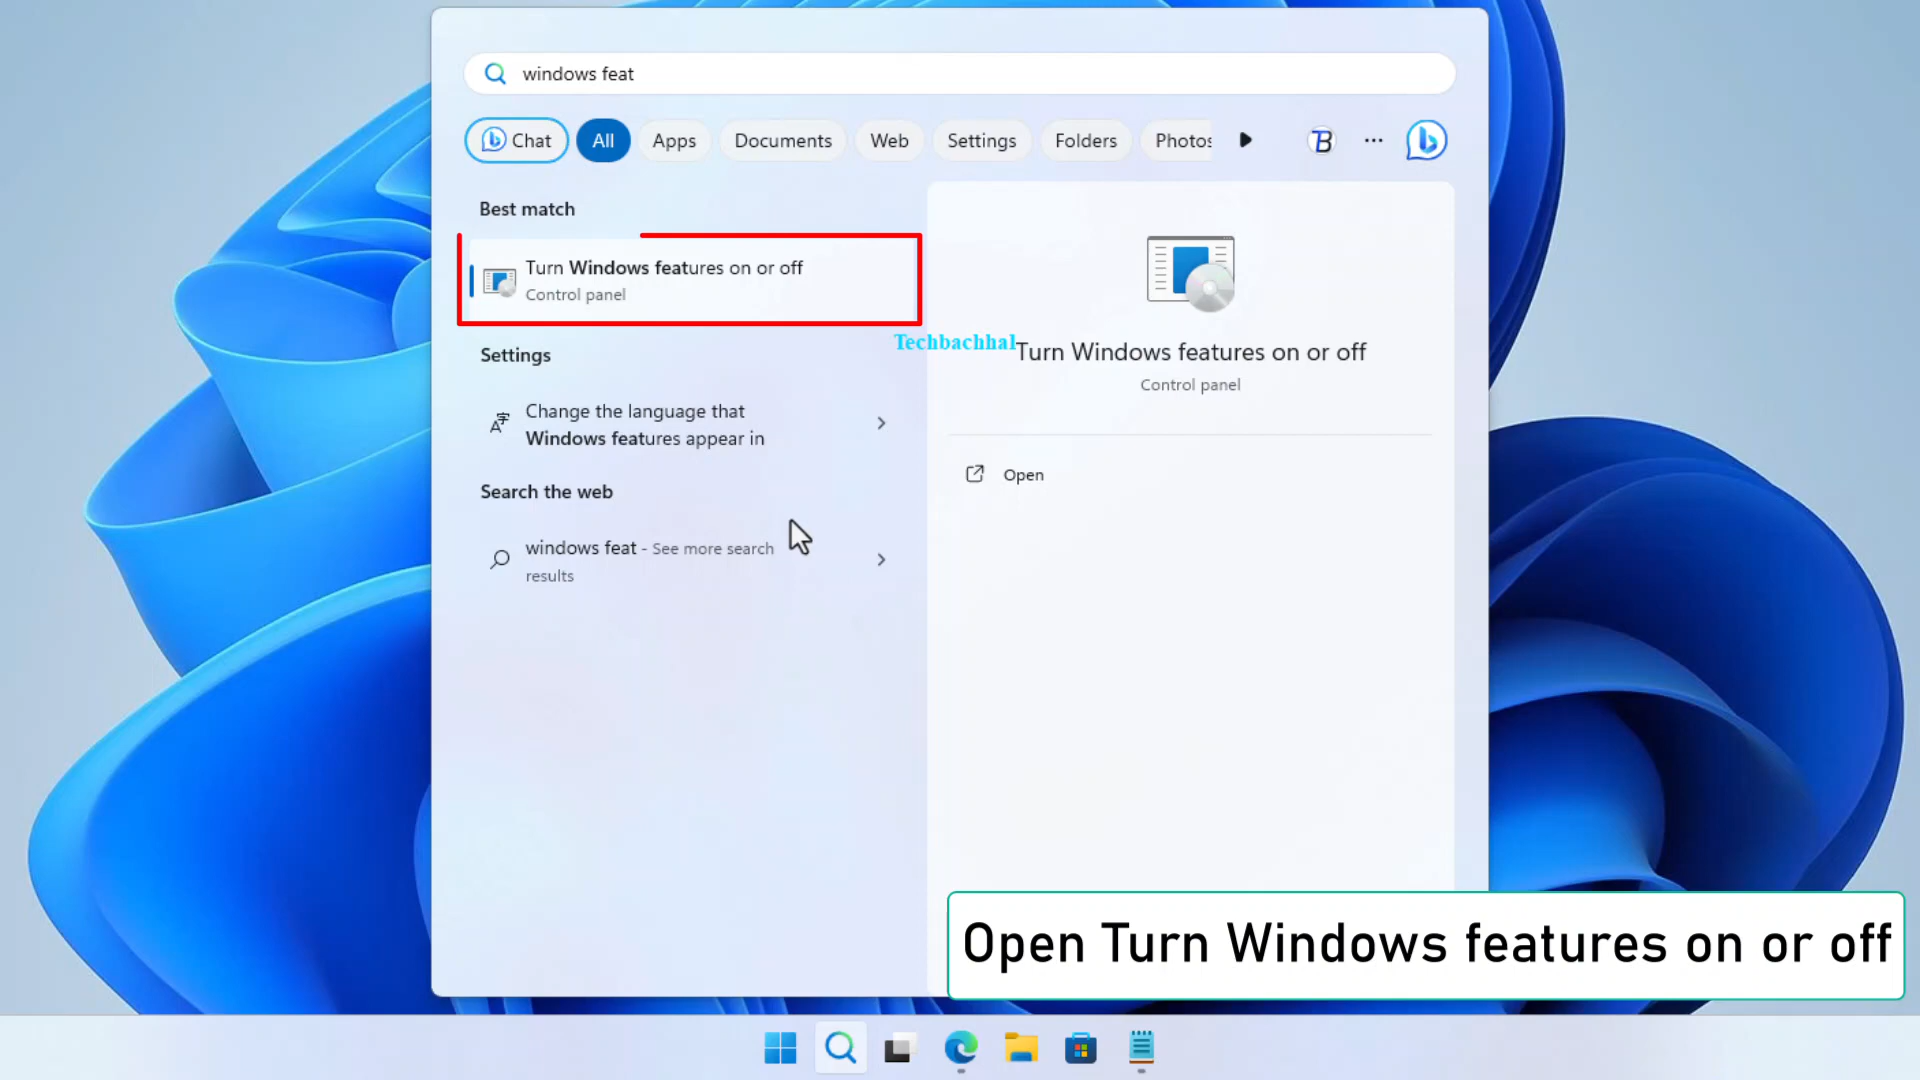 windows feat
Chat All Apps Documents Web Settings Folders Photos B
Best match
Turn Windows features on or off
Control panel
Settings
Change the language that
Windows features appear in
Search the web
windows feat - See more search
results
Techbachhal
Turn Windows features on or off
Control panel
Open
Open Turn Windows features on or off